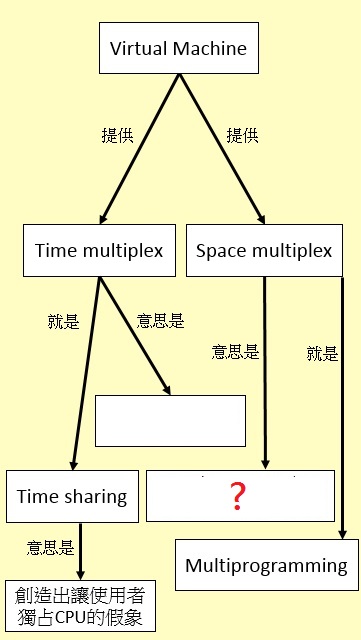 Virtual Machine
提供
提供
Time multiplex
Space multiplex
就是
意思是
意思是
就是
?
Time sharing
意思是
Multiprogramming
創造出讓使用者
獨占CPU的假象